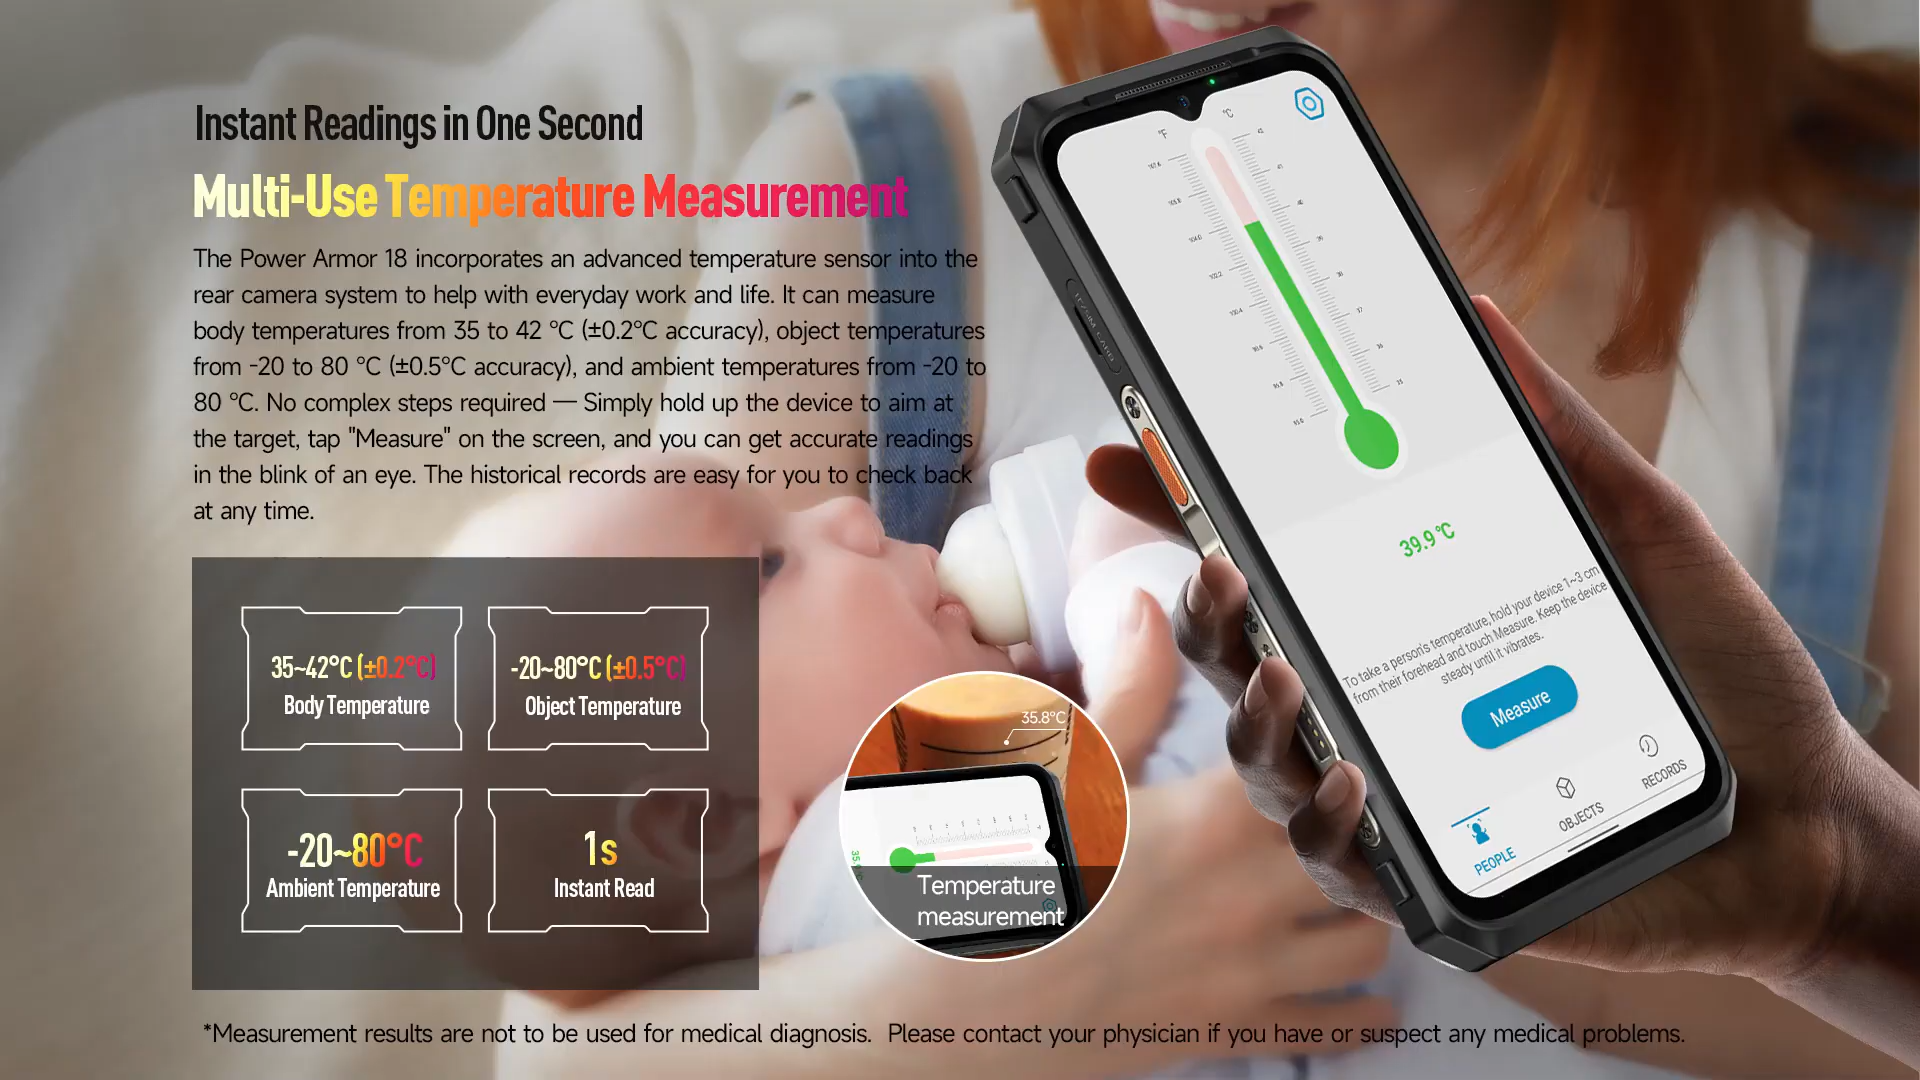 Instant Readings in One Second
Multi-Use Temperature Measurement
The Power Armor 18 incorporates an advanced temperature sensor into the
rear camera system to help with everyday work and life. It can measure
body temperatures from 35 to 42 °C (±0.2°C accuracy), object temperatures
from -20 to 80 °C (±0.5°C accuracy), and ambient temperatures from -20 to
80 °C. No complex steps required — Simply hold up the device to aim at
the target, tap "Measure" on the screen, and you can get accurate readings
in the blink of an eye. The historical records are easy for you to check back
at any time.
35~42°C (±0.2°C)
Body Temperature
-20~80°C (±0.5°C)
Object Temperature
-20~80°C
Ambient Temperature
1s
Instant Read
35.8°C
Temperature
measurement
°F
°C
39.9 °C
To take a person's temperature, hold your device 1~3 cm
from their forehead and touch Measure. Keep the device
steady until it vibrates.
Measure
PEOPLE
OBJECTS
RECORDS
*Measurement results are not to be used for medical diagnosis. Please contact your physician if you have or suspect any medical problems.